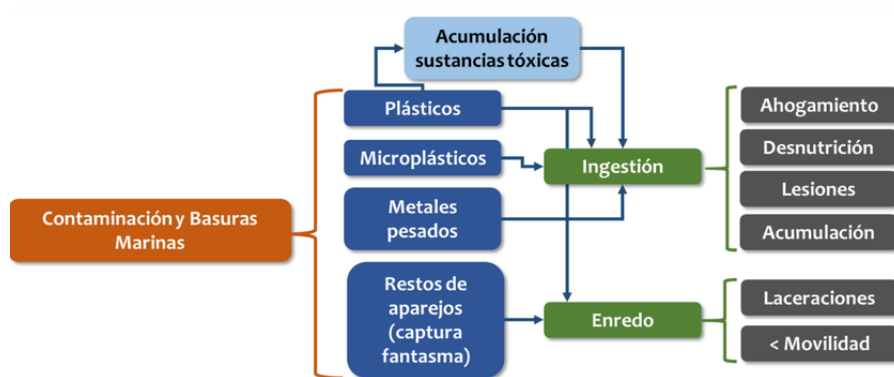 Acumulación
sustancias tóxicas
Plásticos
Microplásticos
Metales
pesados
Restos de
aparejos
(captura
fantasma)
Contaminación y Basuras
Marinas
Ingestión
Enredo
Ahogamiento
Desnutrición
Lesiones
Acumulación
Laceraciones
< Movilidad